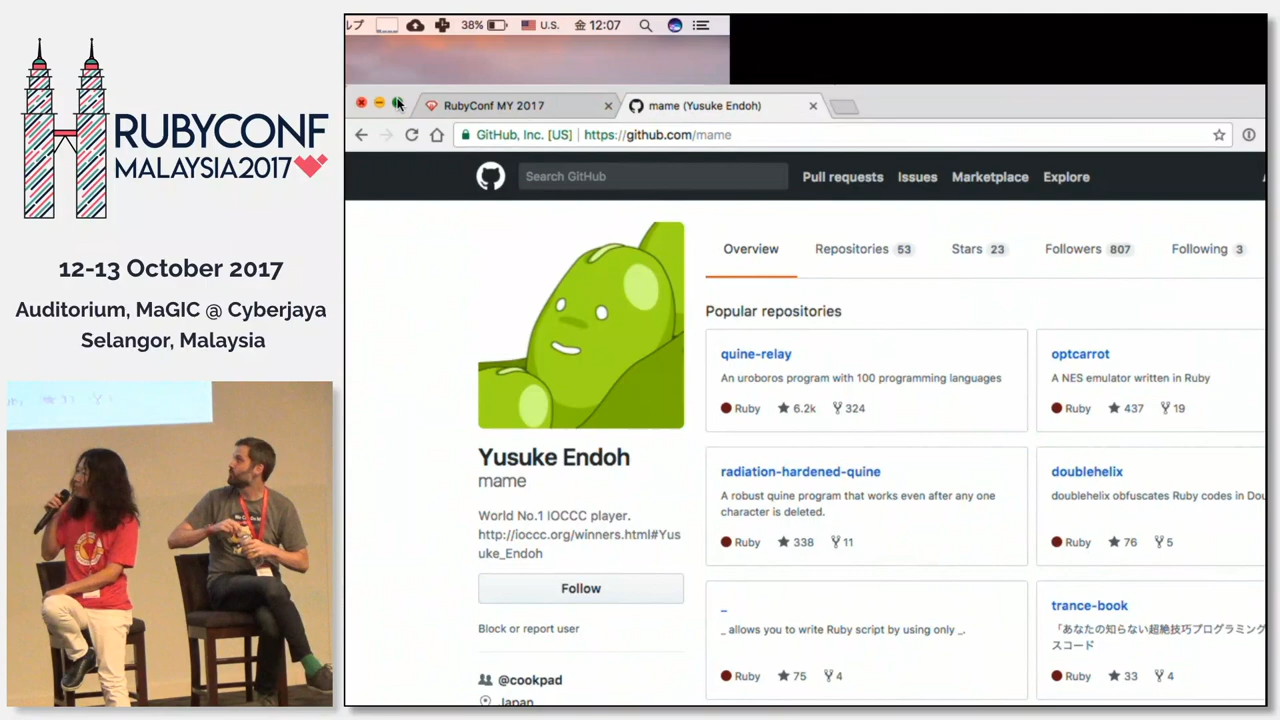 RUBYCONF
MALAYSIA2017
12-13 October 2017
Auditorium, MaGIC @ Cyberjaya
Selangor, Malaysia
ルプ 38% U.S. 金 12:07
RubyConf MY 2017
mame (Yusuke Endoh)
GitHub, Inc. [US] https://github.com/mame
Search GitHub
Pull requests Issues Marketplace Explore
Overview Repositories 53 Stars 23 Followers 807 Following 3
Popular repositories
quine-relay
An uroboros program with 100 programming languages
Ruby 6.2k 324
optcarrot
A NES emulator written in Ruby
Ruby 437 19
radiation-hardened-quine
A robust quine program that works even after any one
character is deleted.
Ruby 338 11
doublehelix
doublehelix obfuscates Ruby codes in Dou
Ruby 76 5
_
_ allows you to write Ruby script by using only _.
Ruby 75 4
trance-book
「あなたの知らない超絶技巧プログラミング
スコード
Ruby 33 4
Yusuke Endoh
mame
World No.1 IOCCC player.
http://ioccc.org/winners.html#Yus
uke_Endoh
Follow
Block or report user
@cookpad
Japan